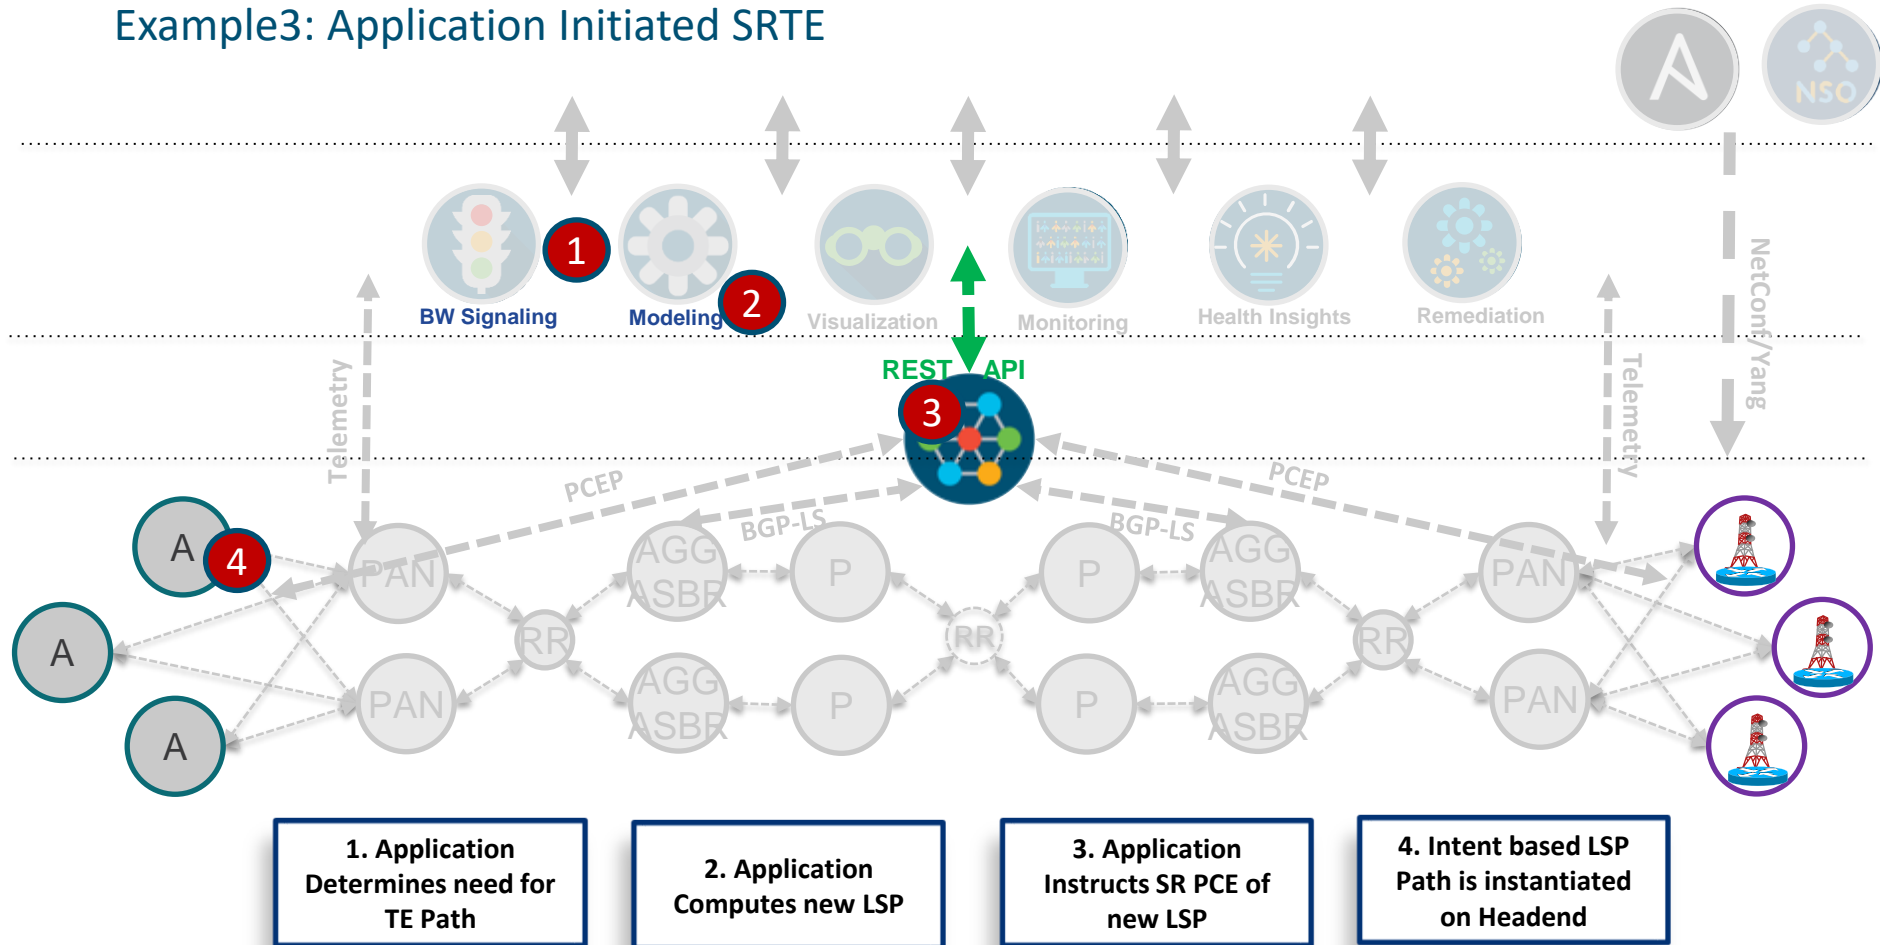 Example3: Application Initiated SRTE
NSO
1
2
BW Signaling
Modeling
Visualization
Monitoring
Health Insights
Remediation
NetConf/Yang
Telemetry
Telemetry
REST API
3
PCEP
PCEP
BGP-LS
BGP-LS
A
4
PAN
AGG
ASBR
P
P
AGG
ASBR
PAN
A
RR
RR
RR
A
PAN
AGG
ASBR
P
P
AGG
ASBR
PAN
1. Application
Determines need for
TE Path
2. Application
Computes new LSP
3. Application
Instructs SR PCE of
new LSP
4. Intent based LSP
Path is instantiated
on Headend